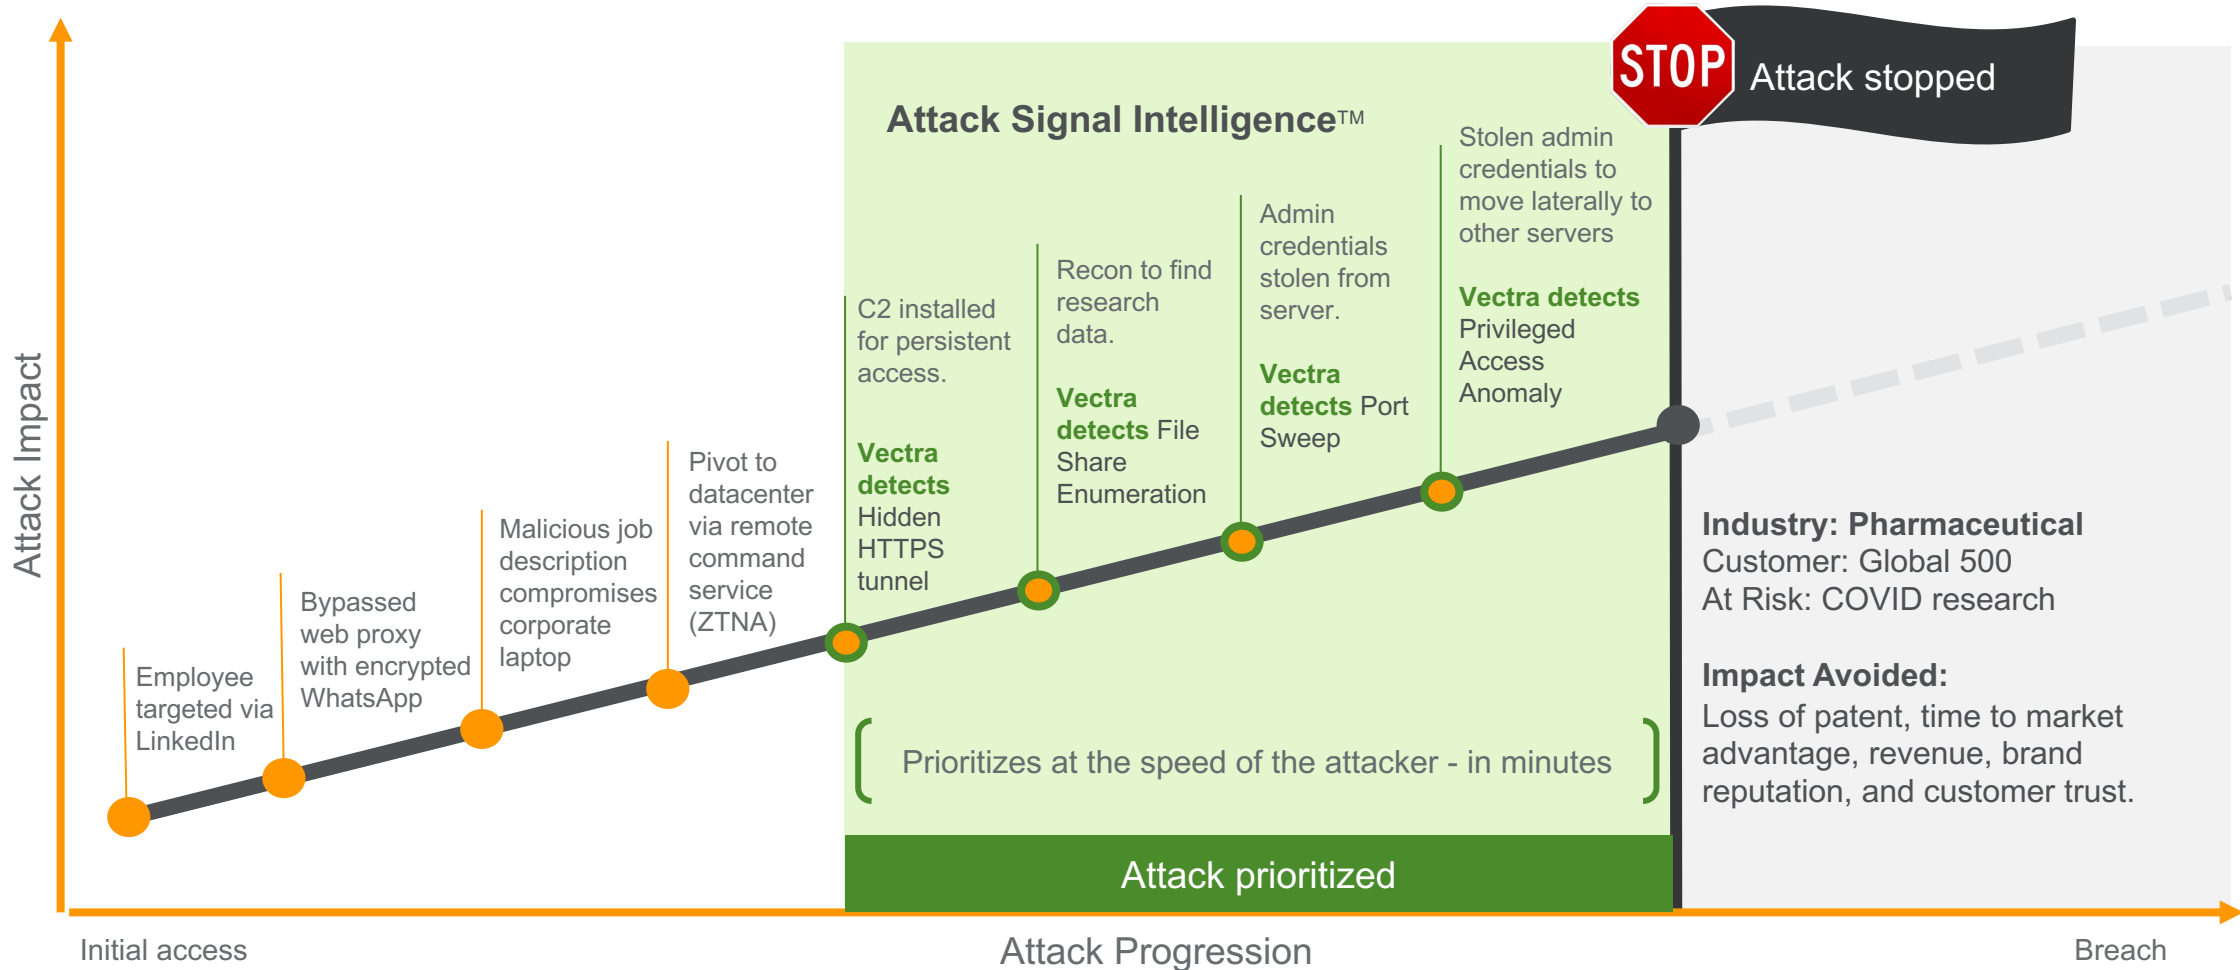 STOP
Attack stopped
Attack Signal Intelligence™
Attack Impact
Employee
targeted via
LinkedIn
Bypassed
web proxy
with encrypted
WhatsApp
Malicious job
description
compromises
corporate
laptop
Pivot to
datacenter
via remote
command
service
(ZTNA)
C2 installed
for persistent
access.
Vectra
detects
Hidden
HTTPS
tunnel
Recon to find
research
data.
Vectra
detects File
Share
Enumeration
Admin
credentials
stolen from
server.
Vectra
detects Port
Sweep
Stolen admin
credentials to
move laterally to
other servers
Vectra detects
Privileged
Access
Anomaly
Industry: Pharmaceutical
Customer: Global 500
At Risk: COVID research
Impact Avoided:
Loss of patent, time to market
advantage, revenue, brand
reputation, and customer trust.
Prioritizes at the speed of the attacker - in minutes
Attack prioritized
Initial access
Attack Progression
Breach